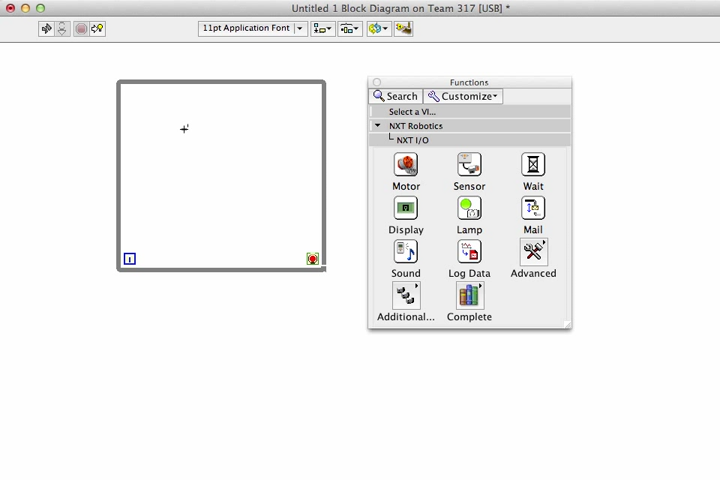 Untitled 1 Block Diagram on Team 317 [USB] *
11pt Application Font
Functions
Search Customize
Select a VI...
NXT Robotics
NXT I/O
Motor Sensor Wait
Display Lamp Mail
Sound Log Data Advanced
Additional... Complete
i